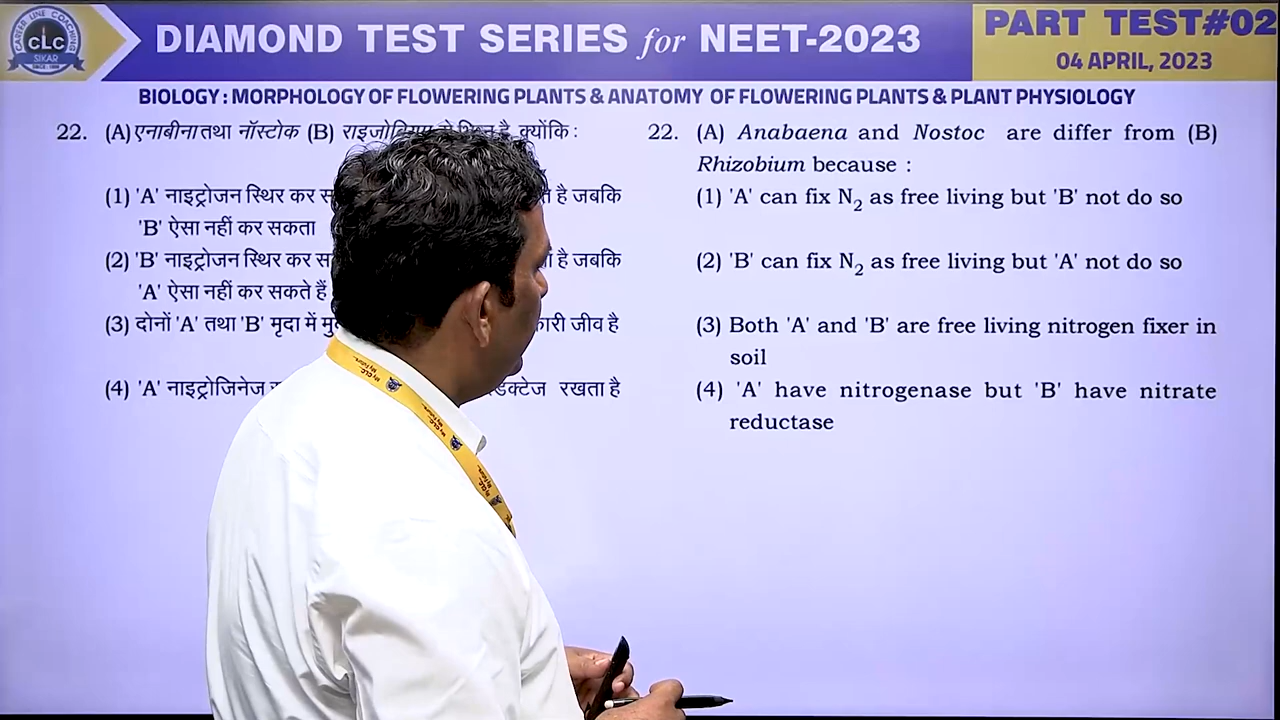 CAREER LINE COACHING
CLC
SIKAR
DIAMOND TEST SERIES for NEET-2023
PART TEST#02
04 APRIL, 2023
BIOLOGY : MORPHOLOGY OF FLOWERING PLANTS & ANATOMY OF FLOWERING PLANTS & PLANT PHYSIOLOGY
22. (A) एनाबीना तथा नॉस्टोक (B) क्योंकि :
(1) 'A' नाइट्रोजन स्थिर कर है जबकि
'B' ऐसा नहीं कर सकता
(2) 'B' नाइट्रोजन स्थिर कर है जबकि
'A' ऐसा नहीं कर सकते हैं
(3) दोनों 'A' तथा 'B' मृदा में जीव है
(4) 'A' नाइट्रोजिनेज रखता है
22. (A) Anabaena and Nostoc are differ from (B)
Rhizobium because :
(1) 'A' can fix N₂ as free living but 'B' not do so
(2) 'B' can fix N₂ as free living but 'A' not do so
(3) Both 'A' and 'B' are free living nitrogen fixer in
soil
(4) 'A' have nitrogenase but 'B' have nitrate
reductase
My CLC